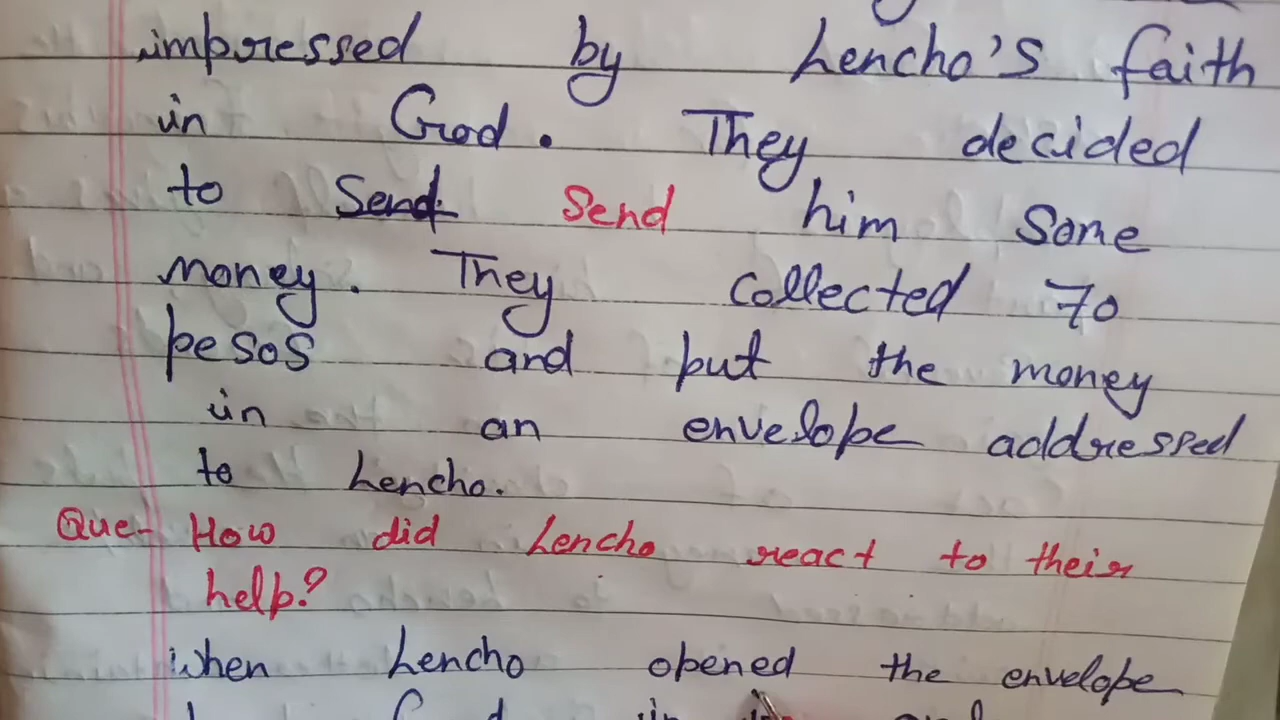 impressed by Lencho's faith
in God. They decided
to Send Send him Some
money. They collected 70
pesos and put the money
in an envelope addressed
to Lencho.
Que- How did Lencho react to their
help?
when Lencho opened the envelope